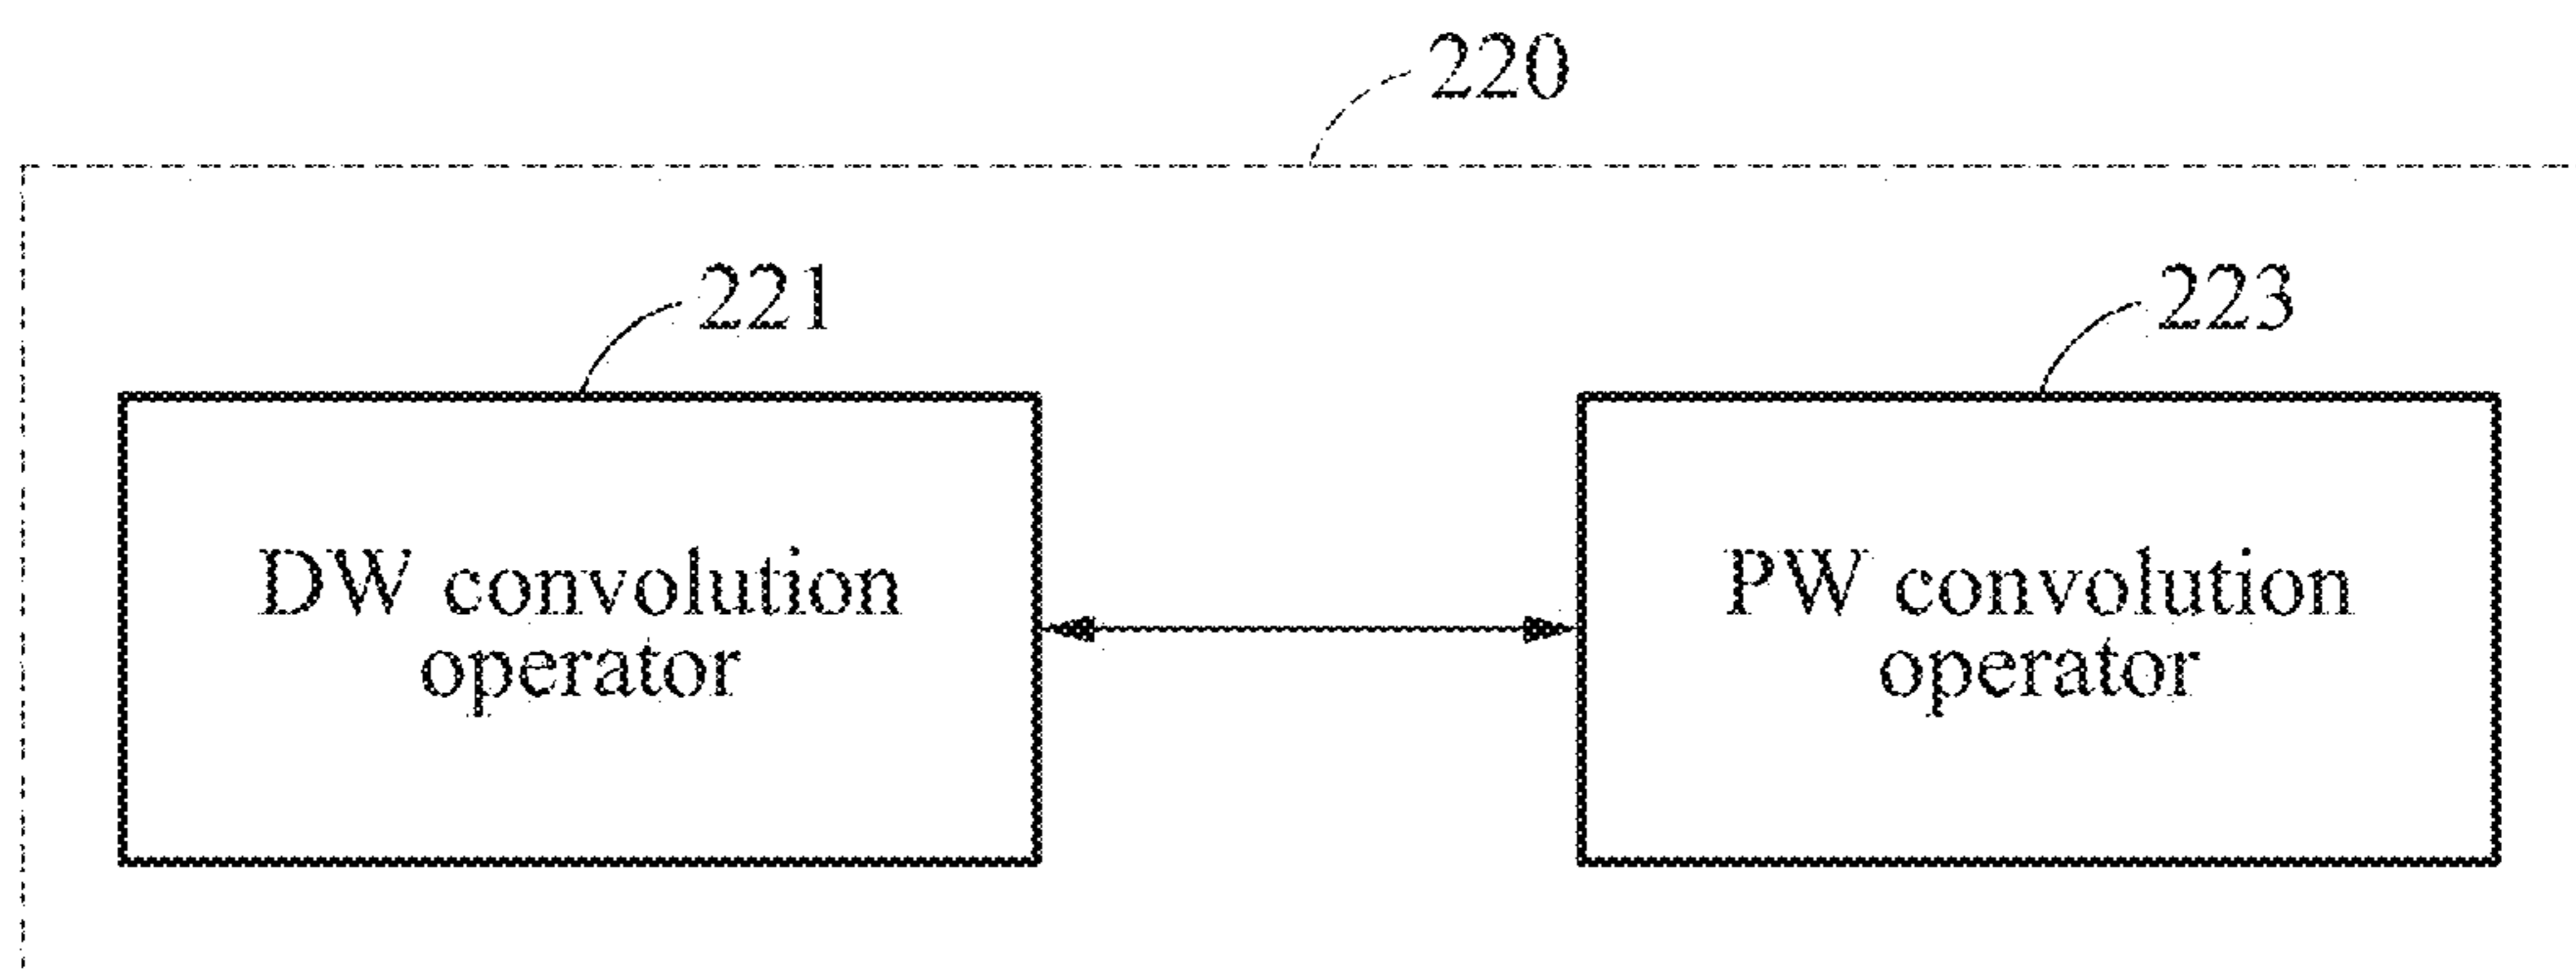 220
221
223
DW convolution
operator
PW convolution
operator